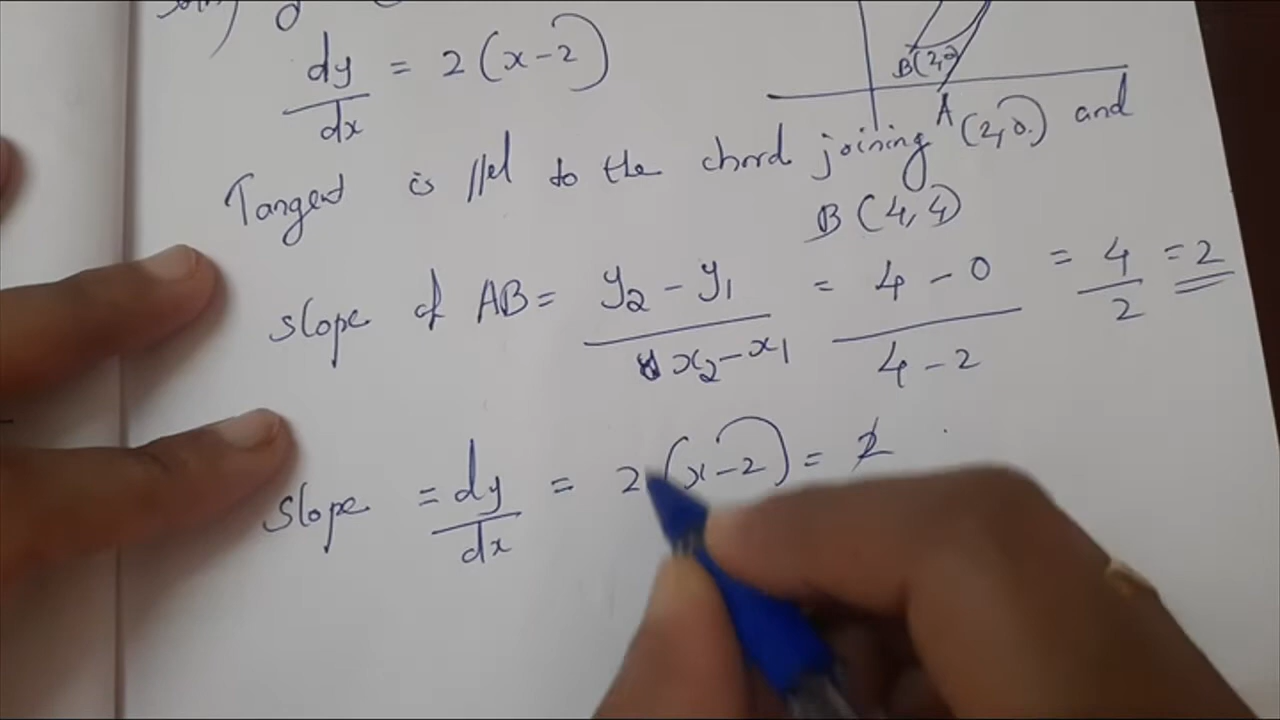 dy/dx = 2(x-2)
B(2,
Tangent is //el to the chord joining A(2,0) and
B(4,4)
Slope of AB = y2 - y1 / x2 - x1 = 4 - 0 / 4 - 2 = 4/2 = 2
Slope = dy/dx = 2(x-2) = 2